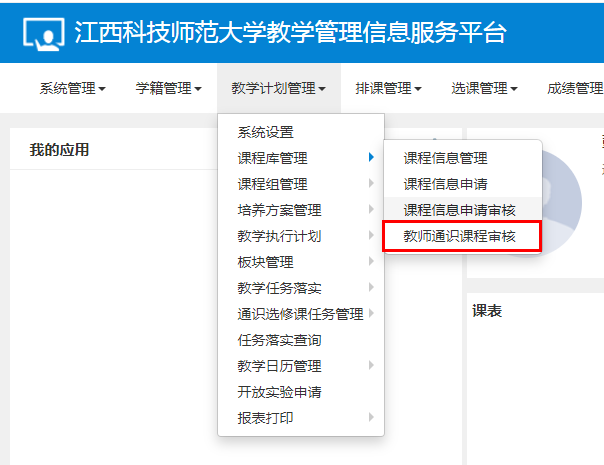 江西科技师范大学教学管理信息服务平台
系统管理 学籍管理 教学计划管理 排课管理 选课管理 成绩管理
我的应用
系统设置
课程库管理
课程组管理
培养方案管理
教学执行计划
板块管理
教学任务落实
通识选修课任务管理
任务落实查询
教学日历管理
开放实验申请
报表打印
课程信息管理
课程信息申请
课程信息申请审核
教师通识课程审核
课表